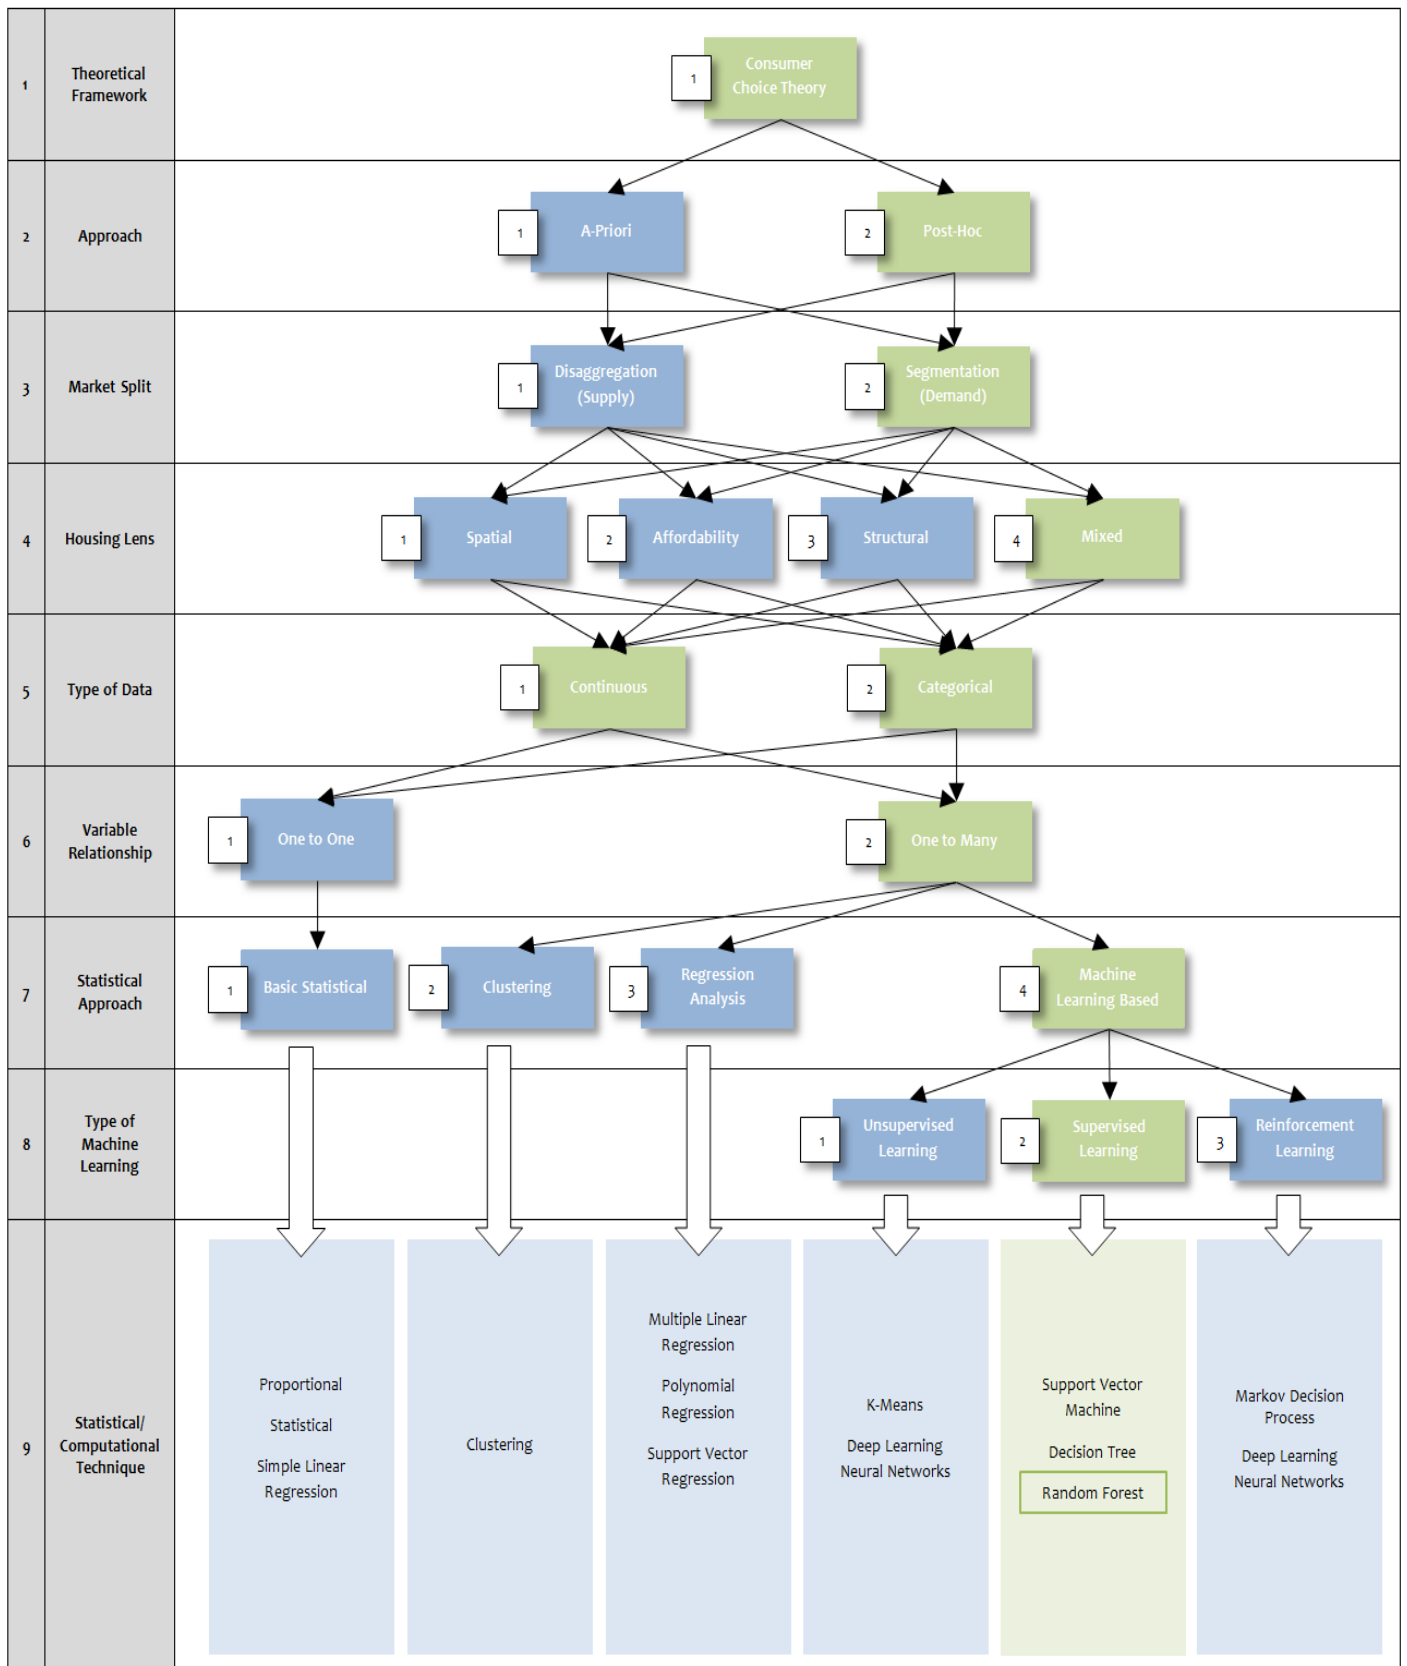 1
Theoretical
Framework
1
Consumer
Choice Theory
2
Approach
1
A-Priori
2
Post-Hoc
3
Market Split
1
Disaggregation
(Supply)
2
Segmentation
(Demand)
4
Housing Lens
1
Spatial
2
Affordability
3
Structural
4
Mixed
5
Type of Data
1
Continuous
2
Categorical
6
Variable
Relationship
1
One to One
2
One to Many
7
Statistical
Approach
1
Basic Statistical
2
Clustering
3
Regression
Analysis
4
Machine
Learning Based
8
Type of
Machine
Learning
1
Unsupervised
Learning
2
Supervised
Learning
3
Reinforcement
Learning
9
Statistical/
Computational
Technique
Proportional
Statistical
Simple Linear
Regression
Clustering
Multiple Linear
Regression
Polynomial
Regression
Support Vector
Regression
K-Means
Deep Learning
Neural Networks
Support Vector
Machine
Decision Tree
Random Forest
Markov Decision
Process
Deep Learning
Neural Networks